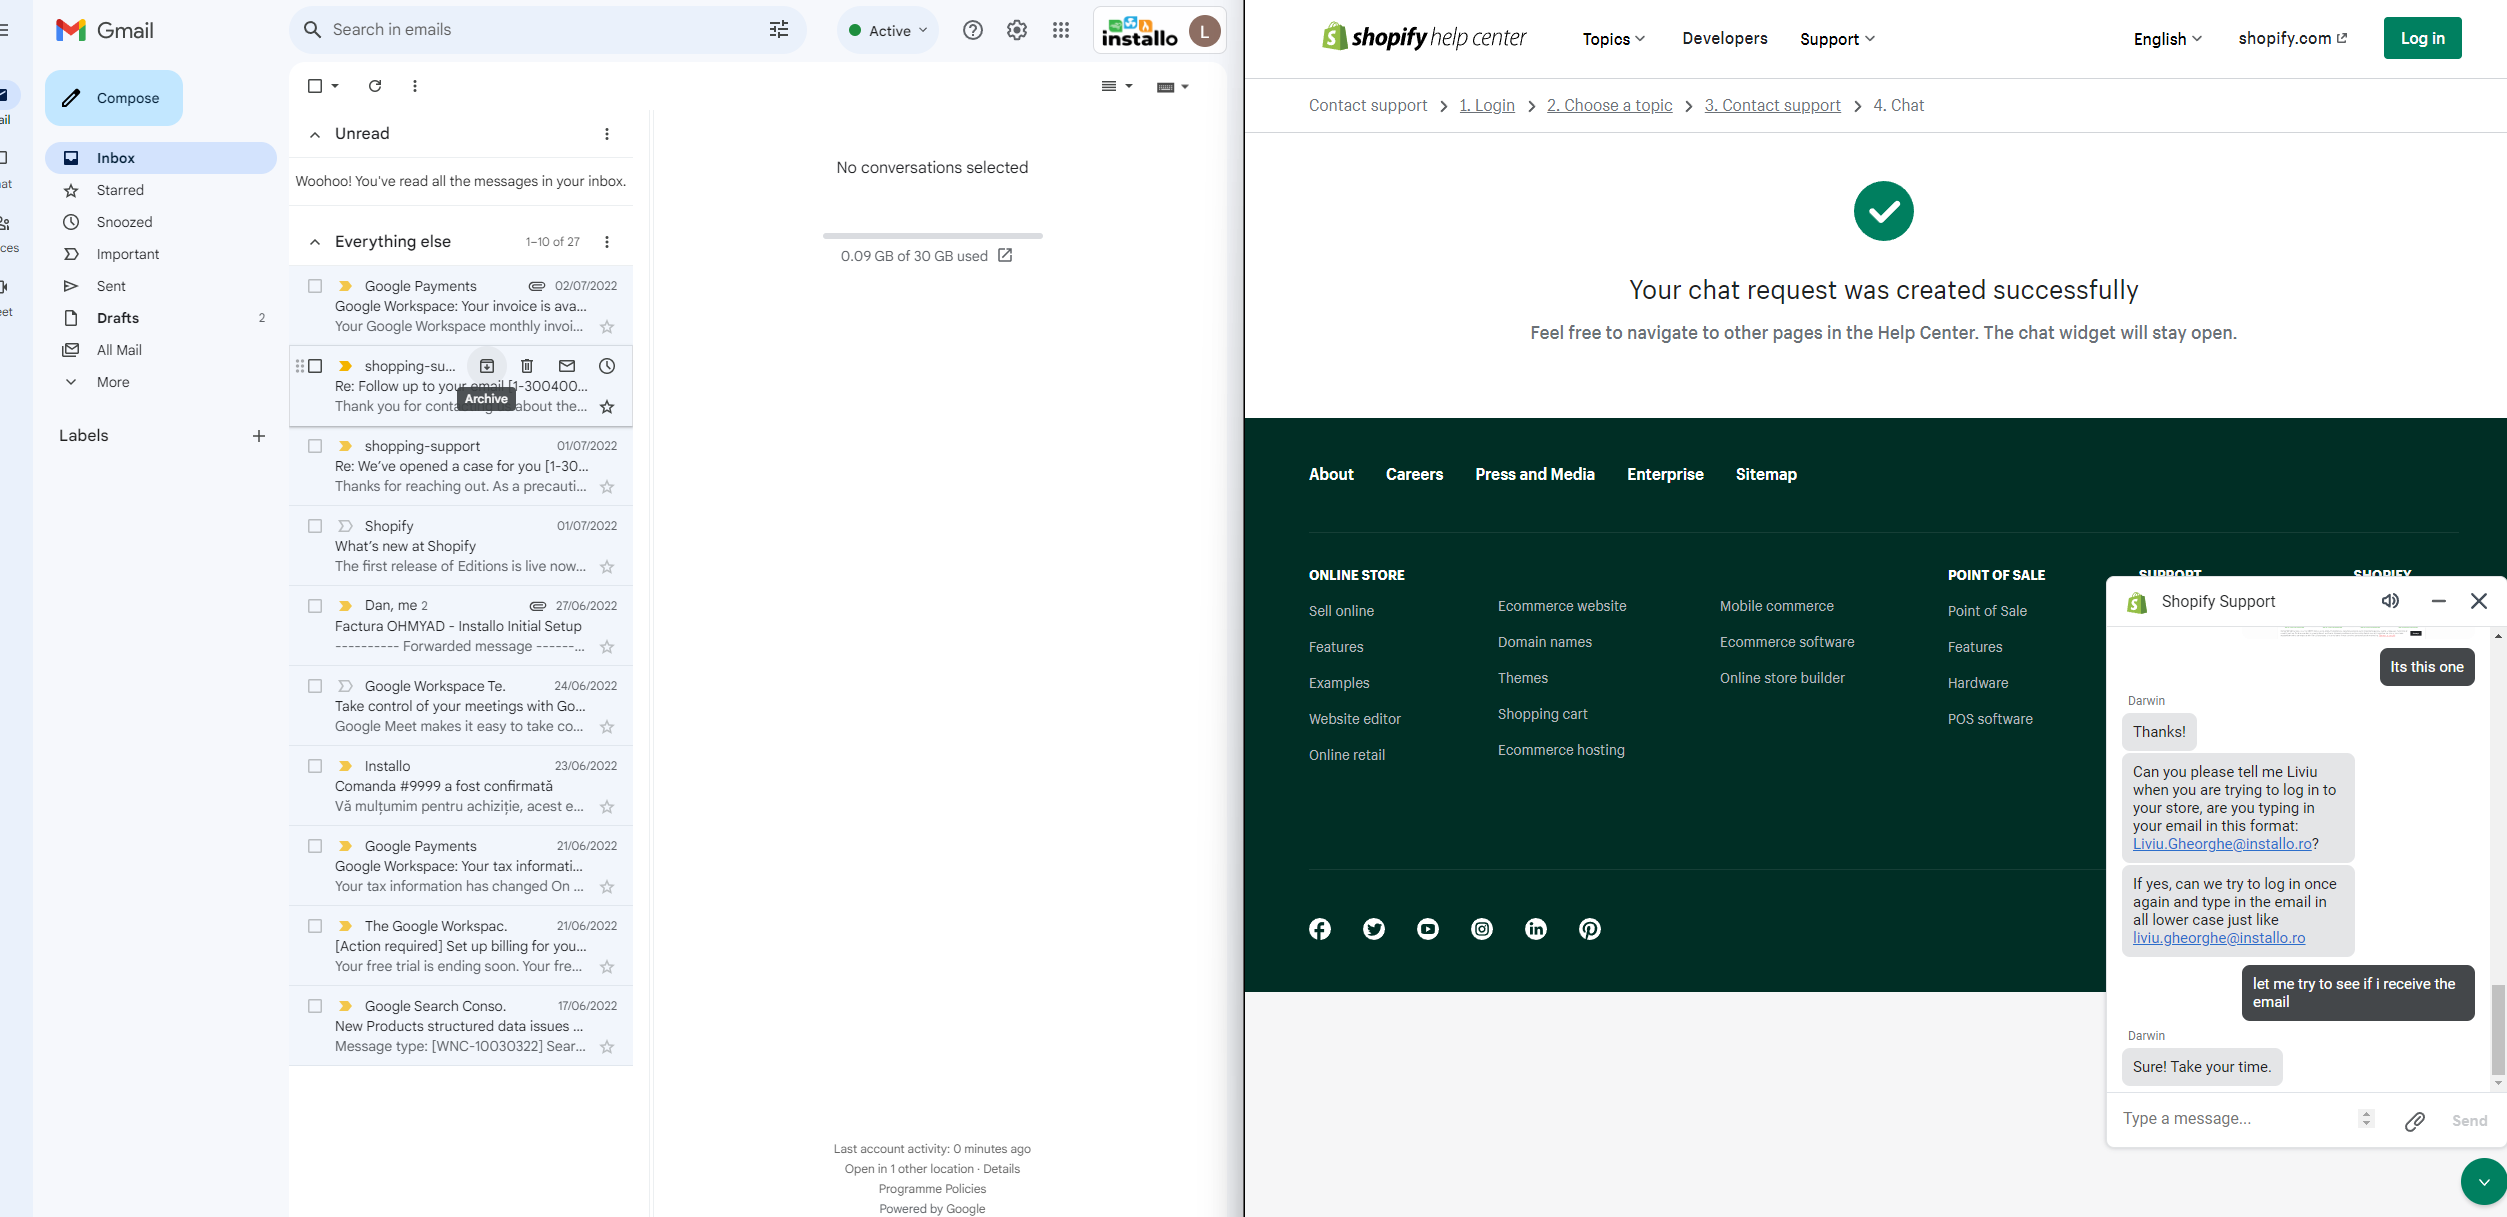 Gmail
Search in emails
Active
installo
L
Compose
Inbox
Starred
Snoozed
Important
Sent
Drafts
2
All Mail
More
Labels
Unread
Woohoo! You've read all the messages in your inbox.
Everything else
1–10 of 27
Google Payments
02/07/2022
Google Workspace: Your invoice is ava...
Your Google Workspace monthly invoi...
shopping-su...
Re: Follow up to your email [1-300400...
Archive
Thank you for about the...
shopping-support
01/07/2022
Re: We've opened a case for you [1-30...
Thanks for reaching out. As a precauti...
Shopify
01/07/2022
What's new at Shopify
The first release of Editions is live now...
Dan, me 2
27/06/2022
Factura OHMYAD - Installo Initial Setup
---------- Forwarded message ------...
Google Workspace Te.
24/06/2022
Take control of your meetings with Go...
Google Meet makes it easy to take co...
Installo
23/06/2022
Comanda #9999 a fost confirmată
Vă mulțumim pentru achiziție, acest e...
Google Payments
21/06/2022
Google Workspace: Your tax informati...
Your tax information has changed On ...
The Google Workspac.
21/06/2022
[Action required] Set up billing for you...
Your free trial is ending soon. Your fre...
Google Search Conso.
17/06/2022
New Products structured data issues ...
Message type: [WNC-10030322] Sear...
No conversations selected
0.09 GB of 30 GB used
Last account activity: 0 minutes ago
Open in 1 other location · Details
Programme Policies
Powered by Google
shopify help center
Topics
Developers
Support
English
shopify.com
Log in
Contact support
1. Login
2. Choose a topic
3. Contact support
4. Chat
Your chat request was created successfully
Feel free to navigate to other pages in the Help Center. The chat widget will stay open.
About
Careers
Press and Media
Enterprise
Sitemap
ONLINE STORE
Sell online
Features
Examples
Website editor
Online retail
Ecommerce website
Domain names
Themes
Shopping cart
Ecommerce hosting
Mobile commerce
Ecommerce software
Online store builder
POINT OF SALE
Point of Sale
Features
Hardware
POS software
SUPPORT
SHOPIFY
Shopify Support
Its this one
Darwin
Thanks!
Can you please tell me Liviu
when you are trying to log in to
your store, are you typing in
your email in this format:
Liviu.Gheorghe@installo.ro?
If yes, can we try to log in once
again and type in the email in
all lower case just like
liviu.gheorghe@installo.ro
let me try to see if i receive the
email
Darwin
Sure! Take your time.
Type a message...
Send